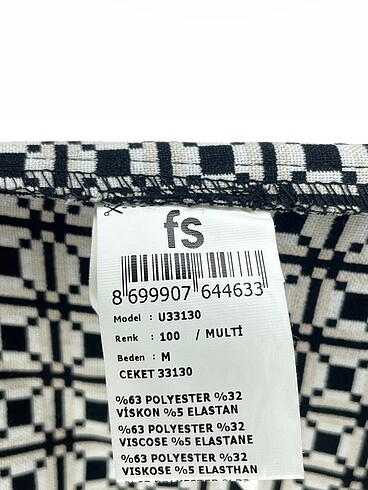 fs
8 699907 644633
Model : U33130
Renk : 100 / MULTİ
Beden : M
CEKET 33130
%63 POLYESTER %32
VİSKON %5 ELASTAN
%63 POLYESTER %32
VISCOSE %5 ELASTANE
%63 POLYESTER %32
VISKOSE %5 ELASTHAN